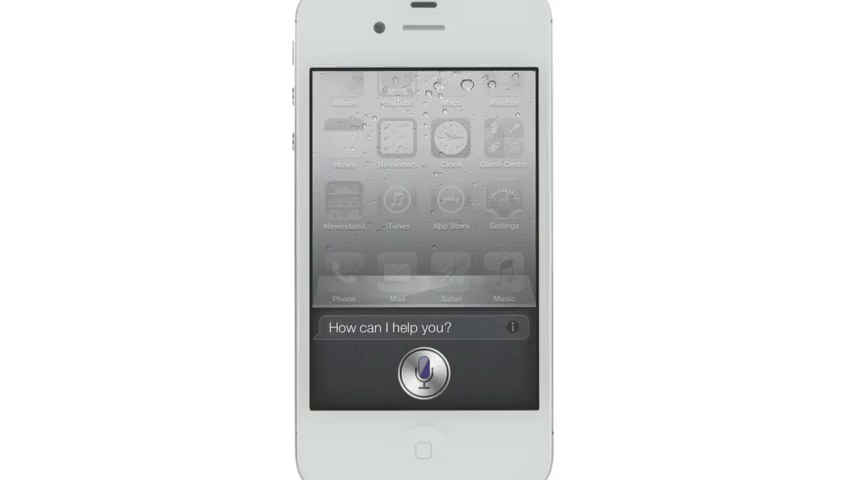 Videos YouTube Maps Weather
Notes Reminders Clock Game Center
Newsstand iTunes App Store Settings
Phone Mail Safari Music
How can I help you?